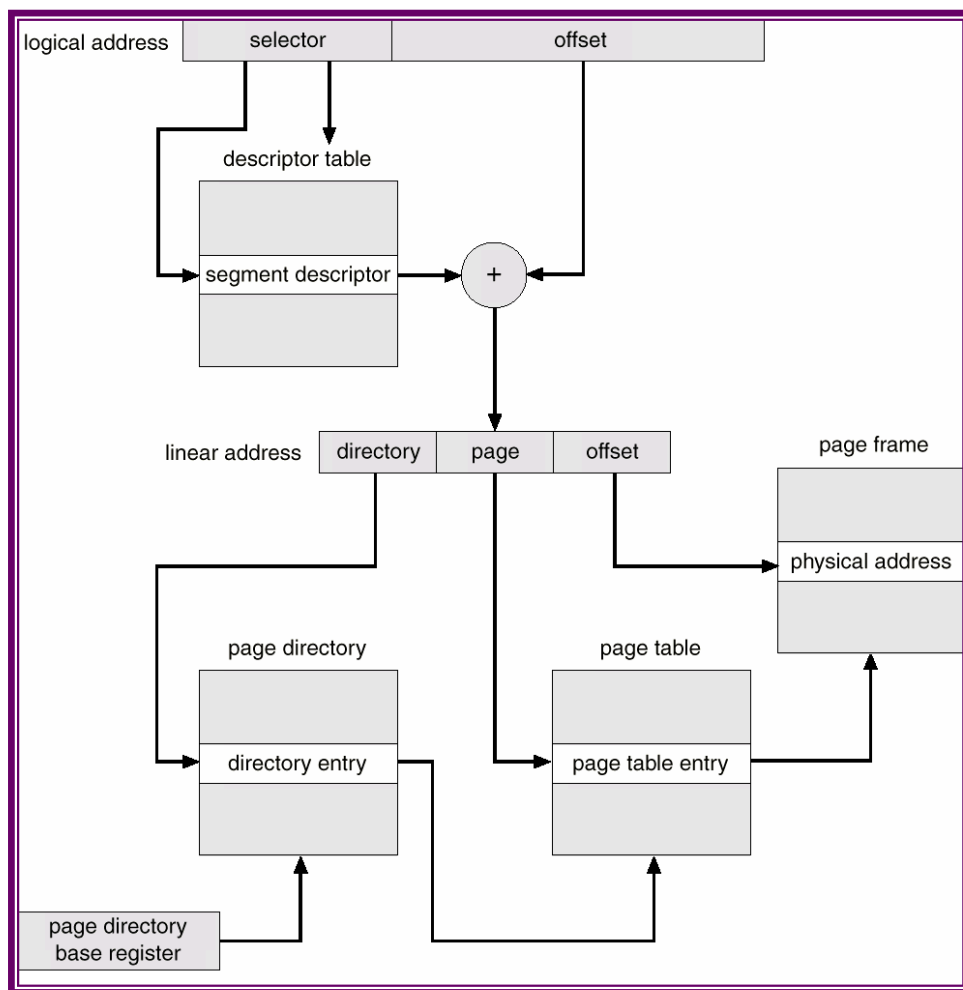 logical address
selector
offset
descriptor table
segment descriptor
+
linear address
directory
page
offset
page frame
physical address
page directory
page table
directory entry
page table entry
page directory
base register